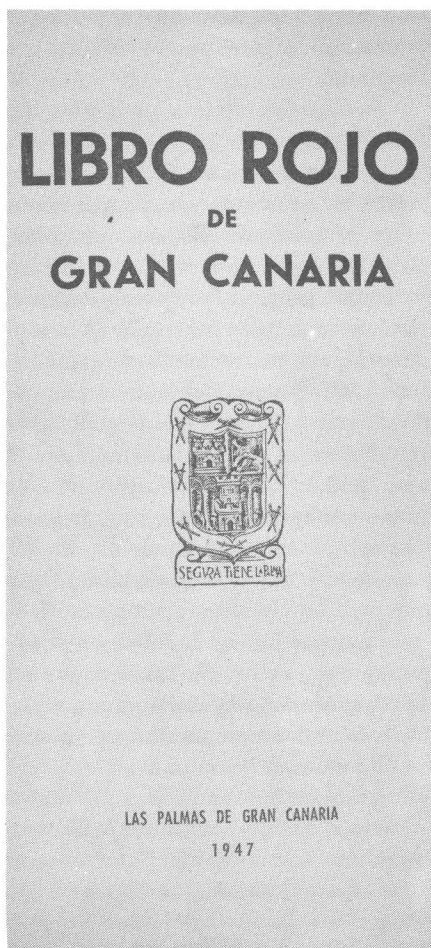 LIBRO ROJO
DE
GRAN CANARIA
SEGVRA TIENE LA PALMA
LAS PALMAS DE GRAN CANARIA
1947